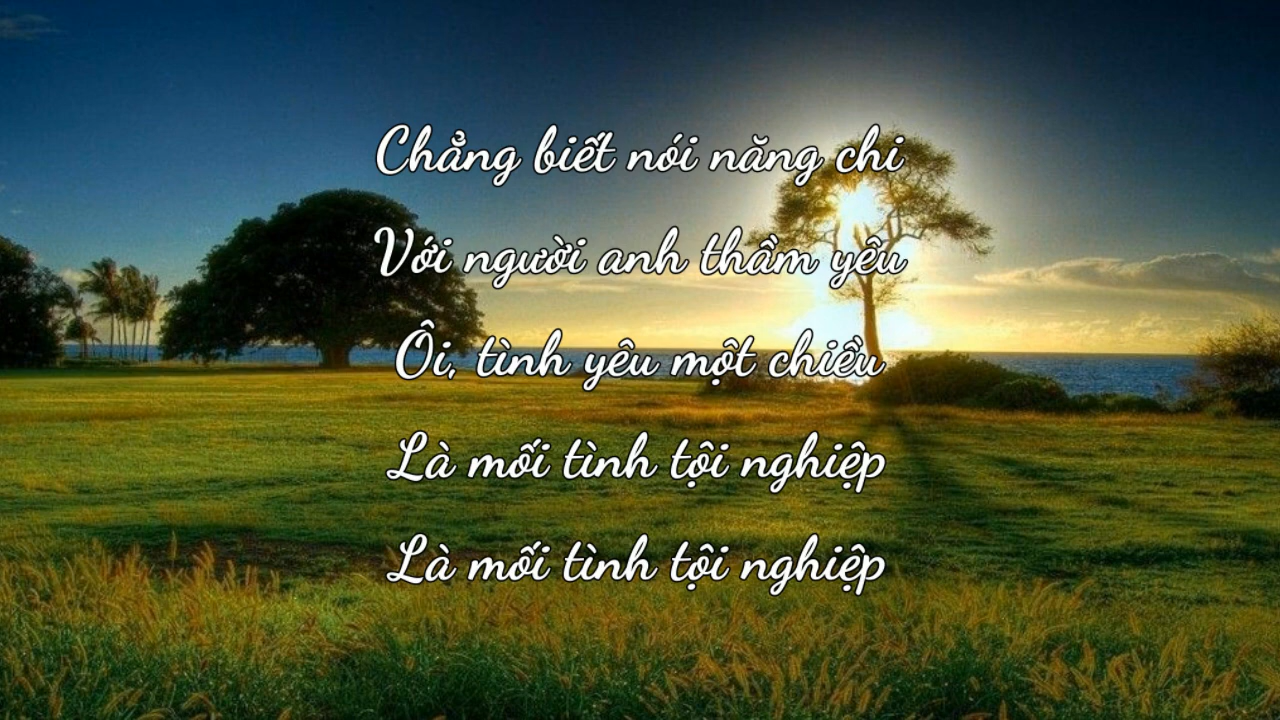 Chẳng biết nói năng chi
Với người anh thầm yêu
Ôi, tình yêu một chiều
Là mối tình tội nghiệp
Là mối tình tội nghiệp